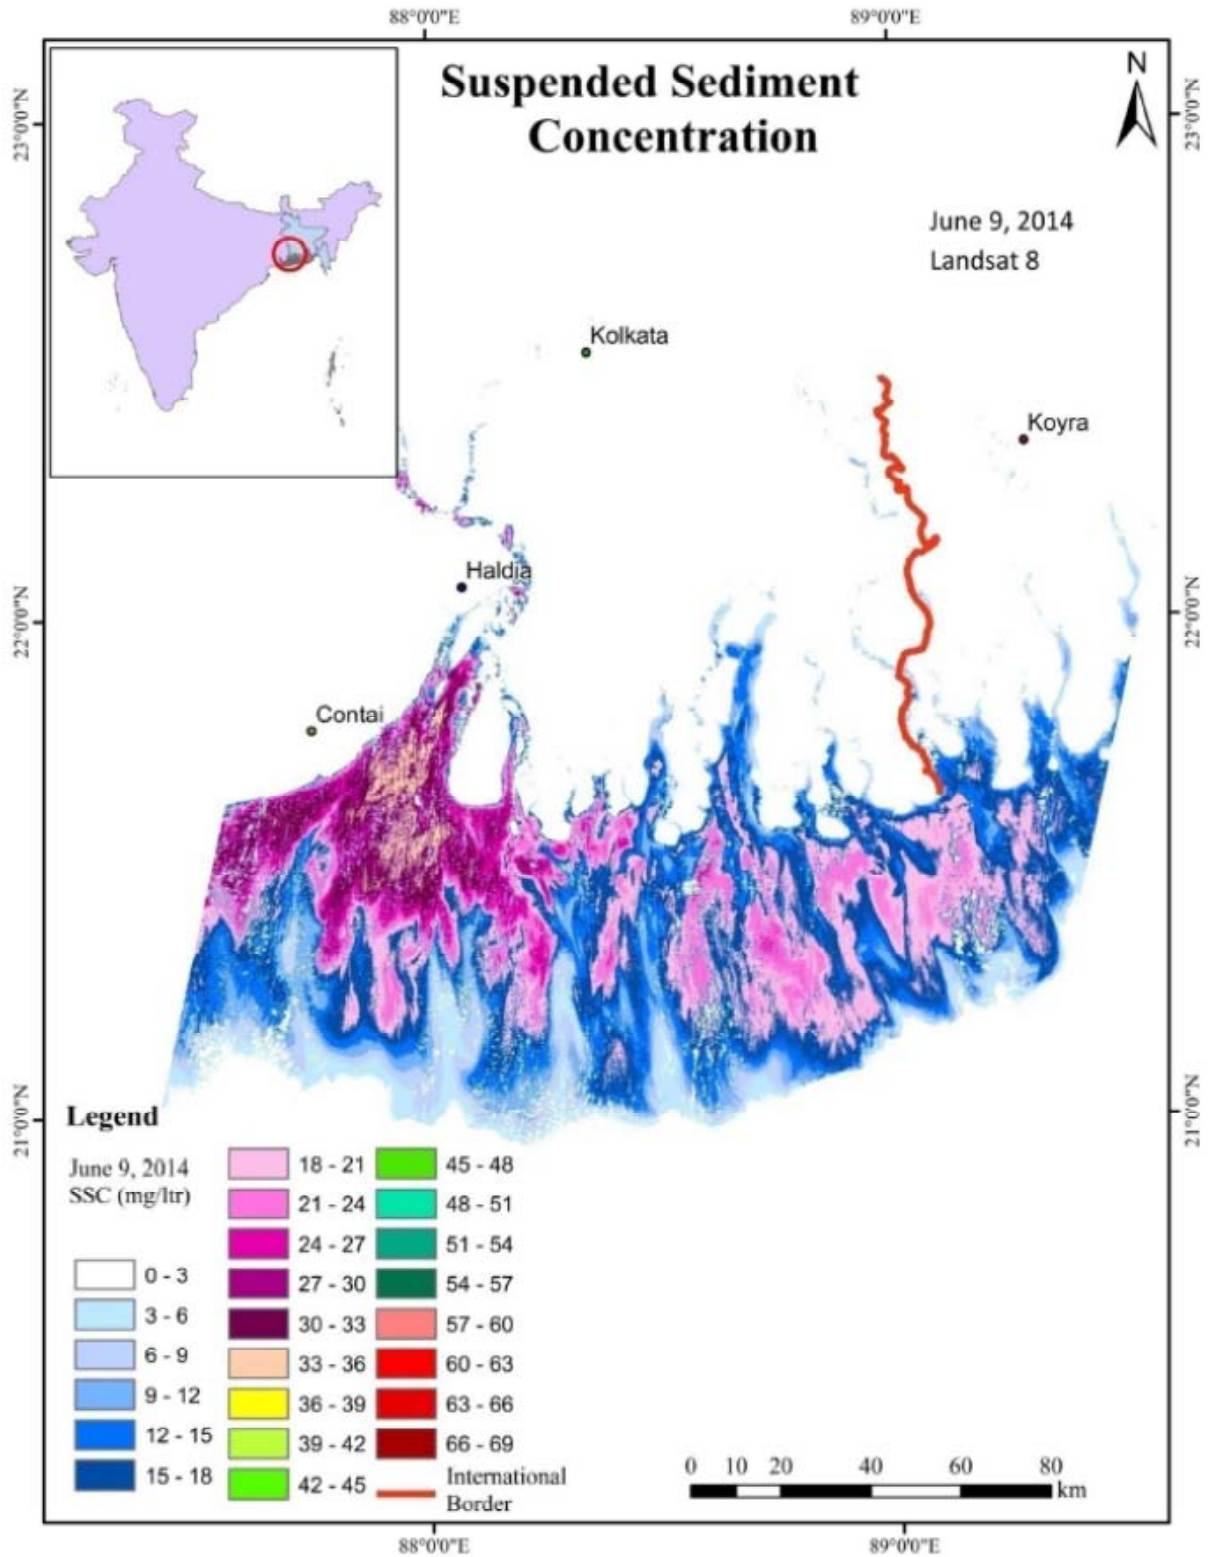 88°0'0"E
89°0'0"E
Suspended Sediment
Concentration
N
23°0'0"N
23°0'0"N
June 9, 2014
Landsat 8
Kolkata
Koyra
Haldia
22°0'0"N
22°0'0"N
Contai
21°0'0"N
21°0'0"N
Legend
June 9, 2014
SSC (mg/ltr)
0 - 3
3 - 6
6 - 9
9 - 12
12 - 15
15 - 18
18 - 21
21 - 24
24 - 27
27 - 30
30 - 33
33 - 36
36 - 39
39 - 42
42 - 45
45 - 48
48 - 51
51 - 54
54 - 57
57 - 60
60 - 63
63 - 66
66 - 69
International
Border
0 10 20 40 60 80
km
88°0'0"E
89°0'0"E